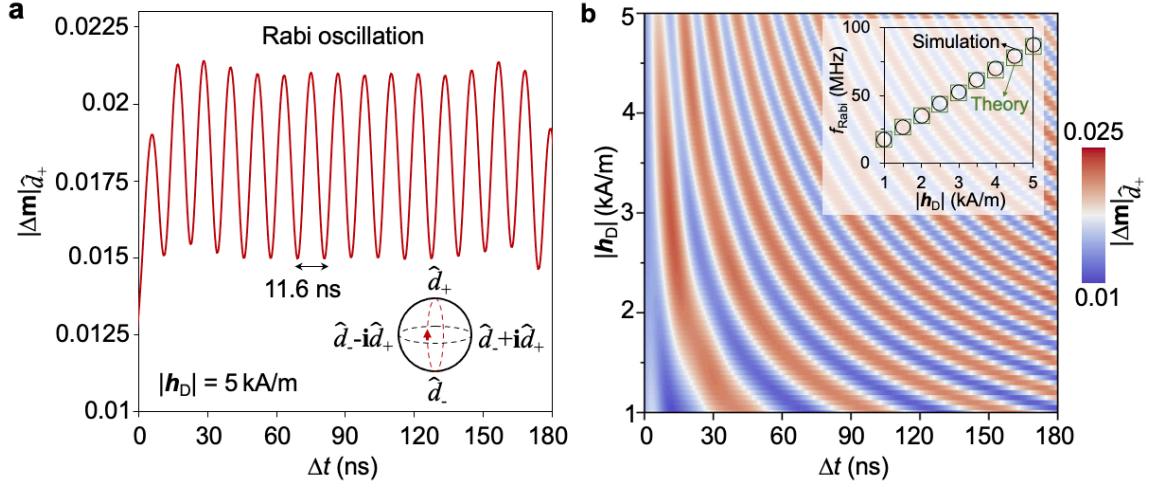 a
Rabi oscillation
0.0225
0.02
0.0175
0.015
0.0125
0.01
|Δm|d̂₊
11.6 ns
d̂₊
d̂₋-id̂₊
d̂₋+id̂₊
d̂₋
|hD| = 5 kA/m
0 30 60 90 120 150 180
Δt (ns)
b
5
4
3
2
1
|hD| (kA/m)
100
50
0
fRabi (MHz)
Simulation
Theory
1 2 3 4 5
|hD| (kA/m)
0 30 60 90 120 150 180
Δt (ns)
0.025
0.01
|Δm|d̂₊